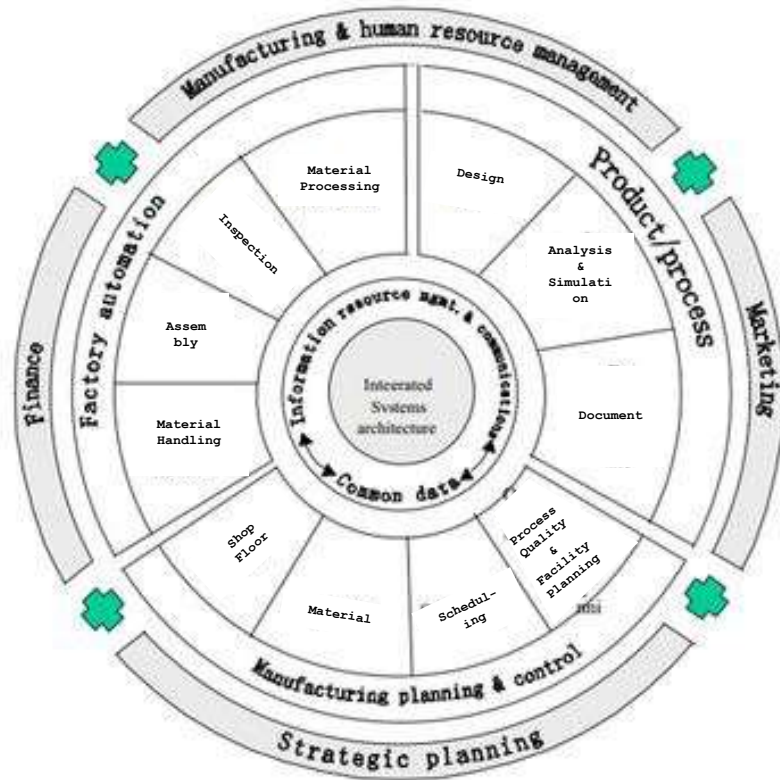 Manufacturing & human resource management
Product/process
Marketing
Factory automation
Finance
Material
Processing
Design
Inspection
Analysis
&
Simulati
on
Assem
bly
Material
Handling
Document
Information resource mgmt. & communications
Integrated
Systems
architecture
Common data
Shop
Floor
Material
Schedul-
ing
Process
Quality
&
Facility
Planning
Manufacturing planning & control
Strategic planning